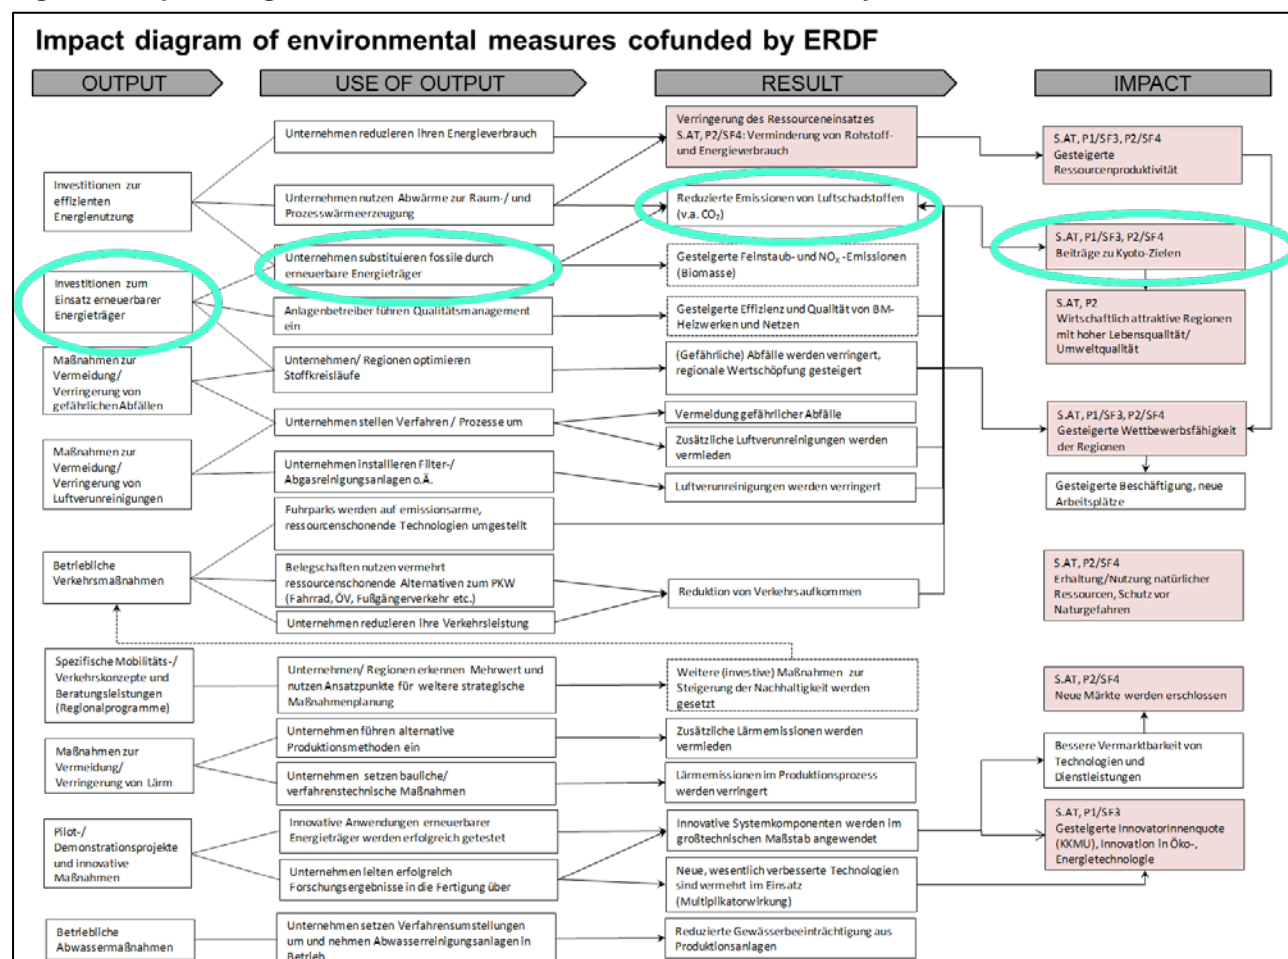 Impact diagram of environmental measures cofunded by ERDF
OUTPUT
USE OF OUTPUT
RESULT
IMPACT
Investitionen zur
effizienten
Energienutzung
Investitionen zum
Einsatz erneuerbarer
Energieträger
Maßnahmen zur
Vermeidung/
Verringerung von
gefährlichen Abfällen
Maßnahmen zur
Vermeidung/
Verringerung von
Luftverunreinigungen
Betriebliche
Verkehrsmaßnahmen
Spezifische Mobilitäts-/
Verkehrskonzepte und
Beratungsleistungen
(Regionalprogramme)
Maßnahmen zur
Vermeidung/
Verringerung von Lärm
Pilot-/
Demonstrationsprojekte
und innovative
Maßnahmen
Betriebliche
Abwassermaßnahmen
Unternehmen reduzieren ihren Energieverbrauch
Unternehmen nutzen Abwärme zur Raum-/ und
Prozesswärmeerzeugung
Unternehmen substituieren fossile durch
erneuerbare Energieträger
Anlagenbetreiber führen Qualitätsmanagement
ein
Unternehmen/ Regionen optimieren
Stoffkreisläufe
Unternehmen stellen Verfahren / Prozesse um
Unternehmen installieren Filter-/
Abgasreinigungsanlagen o.Ä.
Fuhrparks werden auf emissionsarme,
ressourcenschonende Technologien umgestellt
Belegschaften nutzen vermehrt
ressourcenschonende Alternativen zum PKW
(Fahrrad, ÖV, Fußgängerverkehr etc.)
Unternehmen reduzieren ihre Verkehrsleistung
Unternehmen/ Regionen erkennen Mehrwert und
nutzen Ansatzpunkte für weitere strategische
Maßnahmenplanung
Unternehmen führen alternative
Produktionsmethoden ein
Unternehmen setzen bauliche/
verfahrenstechnische Maßnahmen
Innovative Anwendungen erneuerbarer
Energieträger werden erfolgreich getestet
Unternehmen leiten erfolgreich
Forschungsergebnisse in die Fertigung über
Unternehmen setzen Verfahrensumstellungen
um und nehmen Abwasserreinigungsanlagen in
Betrieb
Verringerung des Ressourceneinsatzes
S.AT, P2/SF4: Verminderung von Rohstoff-
und Energieverbrauch
Reduzierte Emissionen von Luftschadstoffen
(v.a. CO₂)
Gesteigerte Feinstaub- und NOₓ -Emissionen
(Biomasse)
Gesteigerte Effizienz und Qualität von BM-
Heizwerken und Netzen
(Gefährliche) Abfälle werden verringert,
regionale Wertschöpfung gesteigert
Vermeidung gefährlicher Abfälle
Zusätzliche Luftverunreinigungen werden
vermieden
Luftverunreinigungen werden verringert
Reduktion von Verkehrsaufkommen
Weitere (investive) Maßnahmen zur
Steigerung der Nachhaltigkeit werden
gesetzt
Zusätzliche Lärmemissionen werden
vermieden
Lärmemissionen im Produktionsprozess
werden verringert
Innovative Systemkomponenten werden im
großtechnischen Maßstab angewendet
Neue, wesentlich verbesserte Technologien
sind vermehrt im Einsatz
(Multiplikatorwirkung)
Reduzierte Gewässerbeeinträchtigung aus
Produktionsanlagen
S.AT, P1/SF3, P2/SF4
Gesteigerte
Ressourcenproduktivität
S.AT, P1/SF3, P2/SF4
Beiträge zu Kyoto-Zielen
S.AT, P2
Wirtschaftlich attraktive Regionen
mit hoher Lebensqualität/
Umweltqualität
S.AT, P1/SF3, P2/SF4
Gesteigerte Wettbewerbsfähigkeit
der Regionen
Gesteigerte Beschäftigung, neue
Arbeitsplätze
S.AT, P2/SF4
Erhaltung/Nutzung natürlicher
Ressourcen, Schutz vor
Naturgefahren
S.AT, P2/SF4
Neue Märkte werden erschlossen
Bessere Vermarktbarkeit von
Technologien und
Dienstleistungen
S.AT, P1/SF3
Gesteigerte InnovatorInnenquote
(KKMU), Innovation in Öko-,
Energietechnologie